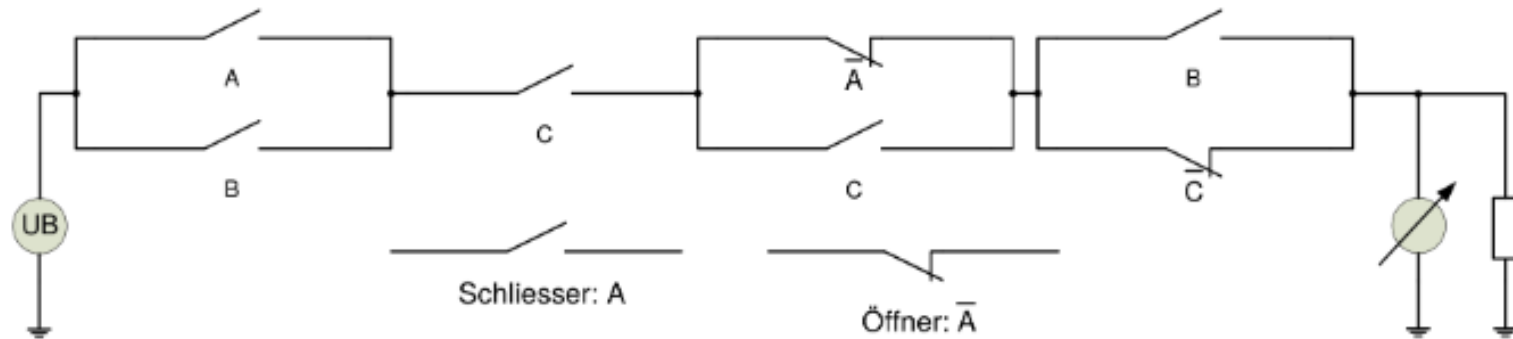 A
B
C
A̅
C
B
C̅
UB
Schliesser: A
Öffner: A̅